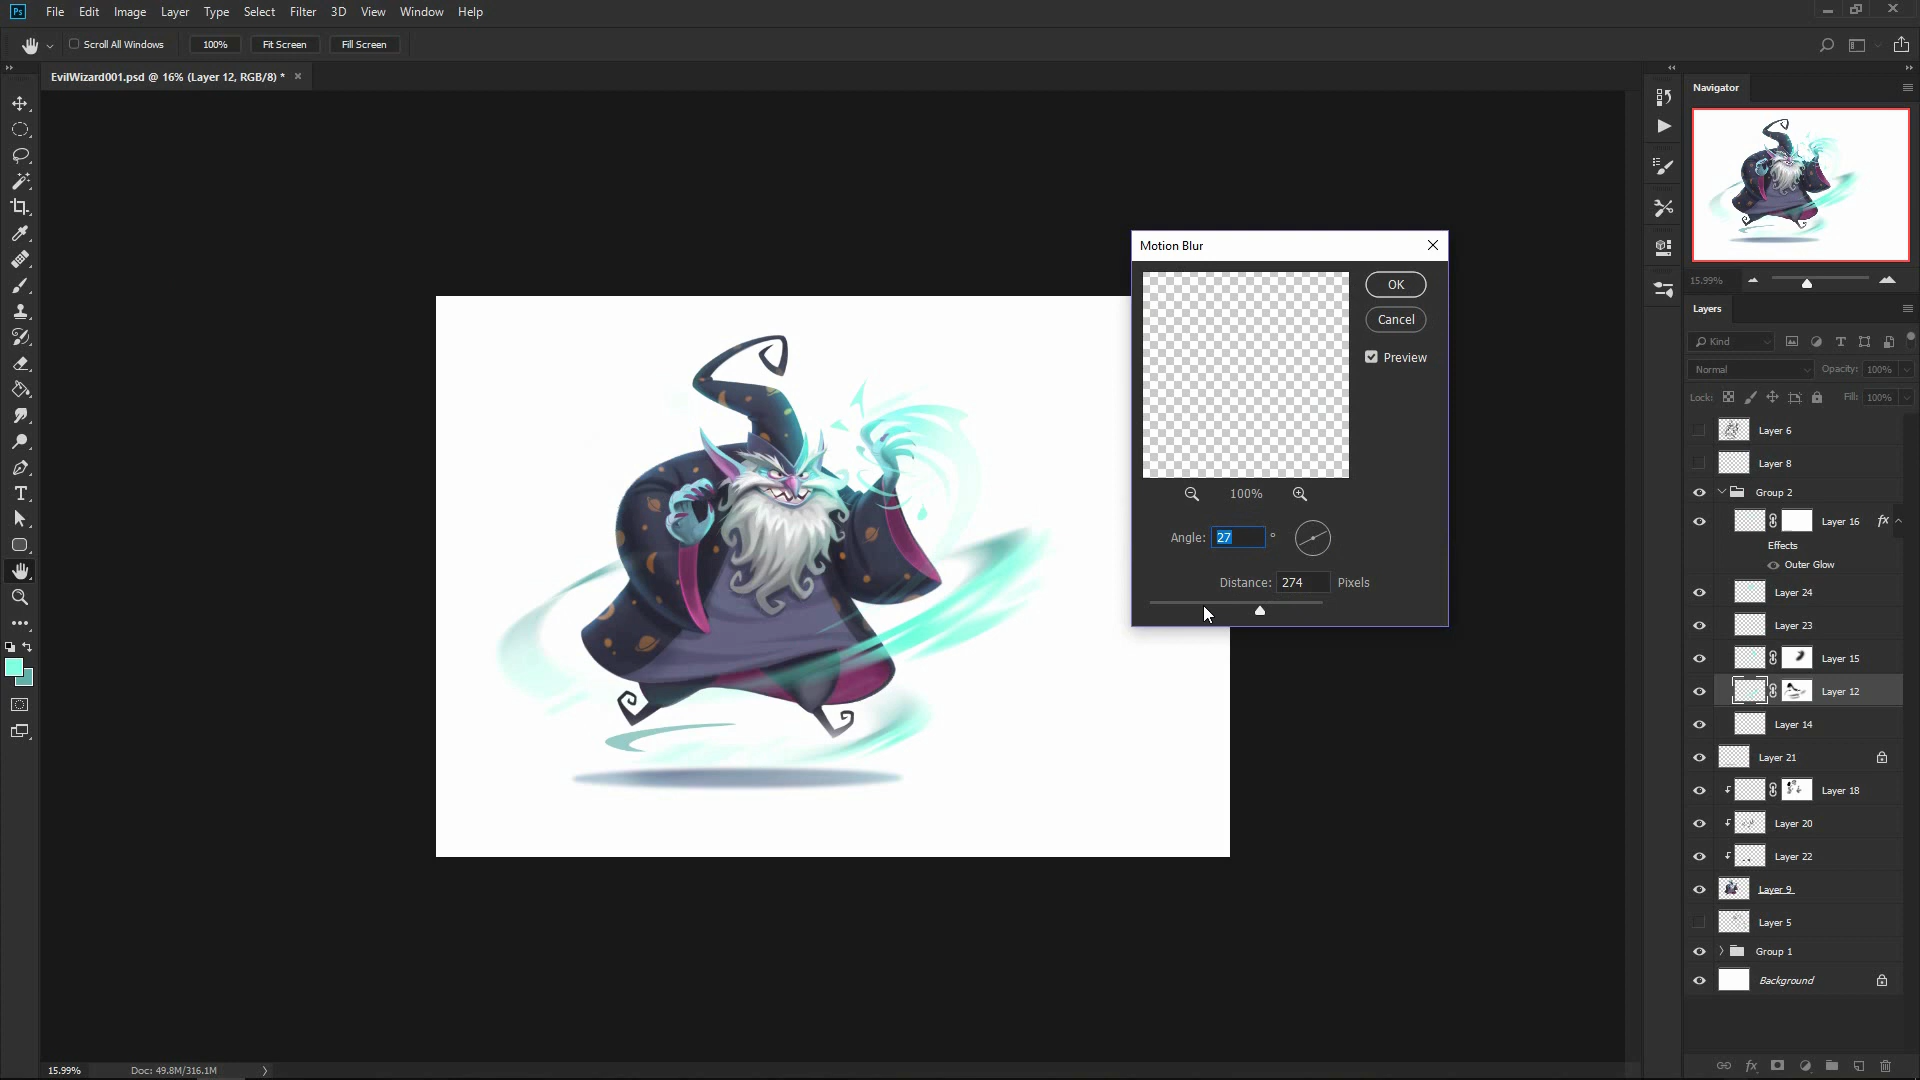 Ps File Edit Image Layer Type Select Filter 3D View Window Help
Scroll All Windows 100% Fit Screen Fill Screen
EvilWizard001.psd @ 16% (Layer 12, RGB/8) *
Navigator
15.99%
Layers
Kind
Normal Opacity: 100%
Lock: Fill: 100%
Layer 6
Layer 8
Group 2
Layer 16 fx
Effects
Outer Glow
Layer 24
Layer 23
Layer 15
Layer 12
Layer 14
Layer 21
Layer 18
Layer 20
Layer 22
Layer 9
Layer 5
Group 1
Background
fx
Motion Blur
OK
Cancel
Preview
100%
Angle: 27 °
Distance: 274 Pixels
15.99% Doc: 49.8M/316.1M